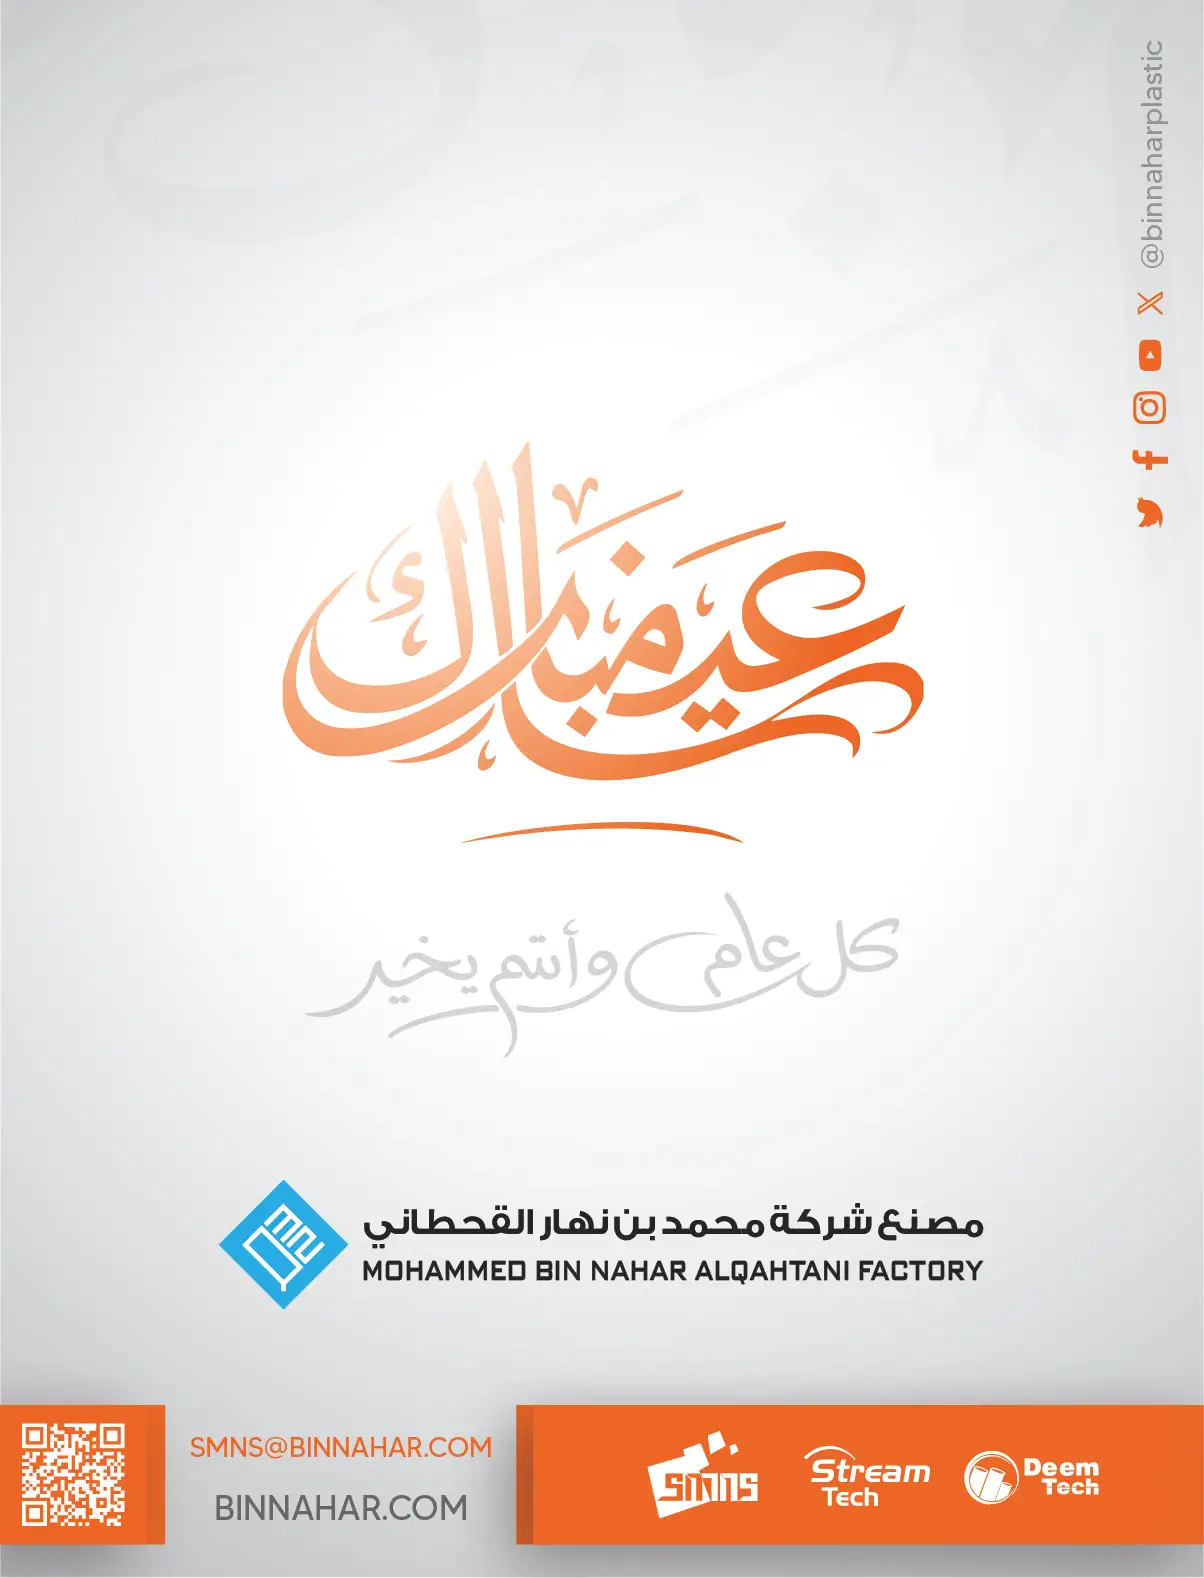 @binnaharplastic
عيد مبارك
كل عام وأنتم بخير
مصنع شركة محمد بن نهار القحطاني
MOHAMMED BIN NAHAR ALQAHTANI FACTORY
SMNS@BINNAHAR.COM
BINNAHAR.COM
smns
Stream
Tech
Deem
Tech